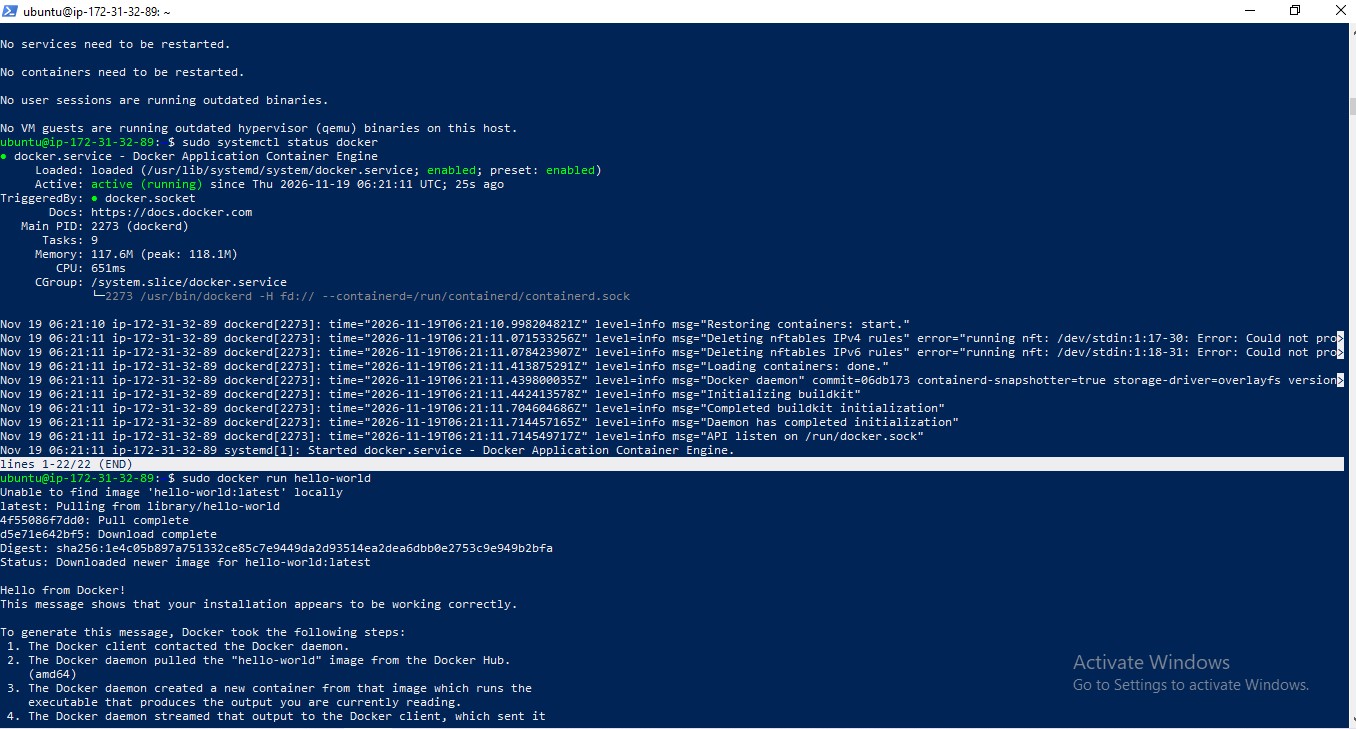 ubuntu@ip-172-31-32-89: ~
No services need to be restarted.
No containers need to be restarted.
No user sessions are running outdated binaries.
No VM guests are running outdated hypervisor (qemu) binaries on this host.
ubuntu@ip-172-31-32-89: $ sudo systemctl status docker
● docker.service - Docker Application Container Engine
Loaded: loaded (/usr/lib/systemd/system/docker.service; enabled; preset: enabled)
Active: active (running) since Thu 2026-11-19 06:21:11 UTC; 25s ago
TriggeredBy: ● docker.socket
Docs: https://docs.docker.com
Main PID: 2273 (dockerd)
Tasks: 9
Memory: 117.6M (peak: 118.1M)
CPU: 651ms
CGroup: /system.slice/docker.service
└─2273 /usr/bin/dockerd -H fd:// --containerd=/run/containerd/containerd.sock
Nov 19 06:21:10 ip-172-31-32-89 dockerd[2273]: time="2026-11-19T06:21:10.998204821Z" level=info msg="Restoring containers: start."
Nov 19 06:21:11 ip-172-31-32-89 dockerd[2273]: time="2026-11-19T06:21:11.071533256Z" level=info msg="Deleting nftables IPv4 rules" error="running nft: /dev/stdin:1:17-30: Error: Could not pro>
Nov 19 06:21:11 ip-172-31-32-89 dockerd[2273]: time="2026-11-19T06:21:11.078423907Z" level=info msg="Deleting nftables IPv6 rules" error="running nft: /dev/stdin:1:18-31: Error: Could not pro>
Nov 19 06:21:11 ip-172-31-32-89 dockerd[2273]: time="2026-11-19T06:21:11.413875291Z" level=info msg="Loading containers: done."
Nov 19 06:21:11 ip-172-31-32-89 dockerd[2273]: time="2026-11-19T06:21:11.439800035Z" level=info msg="Docker daemon" commit=06db173 containerd-snapshotter=true storage-driver=overlayfs version>
Nov 19 06:21:11 ip-172-31-32-89 dockerd[2273]: time="2026-11-19T06:21:11.442413578Z" level=info msg="Initializing buildkit"
Nov 19 06:21:11 ip-172-31-32-89 dockerd[2273]: time="2026-11-19T06:21:11.704604686Z" level=info msg="Completed buildkit initialization"
Nov 19 06:21:11 ip-172-31-32-89 dockerd[2273]: time="2026-11-19T06:21:11.714457165Z" level=info msg="Daemon has completed initialization"
Nov 19 06:21:11 ip-172-31-32-89 dockerd[2273]: time="2026-11-19T06:21:11.714549717Z" level=info msg="API listen on /run/docker.sock"
Nov 19 06:21:11 ip-172-31-32-89 systemd[1]: Started docker.service - Docker Application Container Engine.
lines 1-22/22 (END)
ubuntu@ip-172-31-32-89: $ sudo docker run hello-world
Unable to find image 'hello-world:latest' locally
latest: Pulling from library/hello-world
4f55086f7dd0: Pull complete
d5e71e642bf5: Download complete
Digest: sha256:1e4c05b897a751332ce85c7e9449da2d93514ea2dea6dbb0e2753c9e949b2bfa
Status: Downloaded newer image for hello-world:latest
Hello from Docker!
This message shows that your installation appears to be working correctly.
To generate this message, Docker took the following steps:
1. The Docker client contacted the Docker daemon.
2. The Docker daemon pulled the "hello-world" image from the Docker Hub.
(amd64)
3. The Docker daemon created a new container from that image which runs the
executable that produces the output you are currently reading.
4. The Docker daemon streamed that output to the Docker client, which sent it
Activate Windows
Go to Settings to activate Windows.